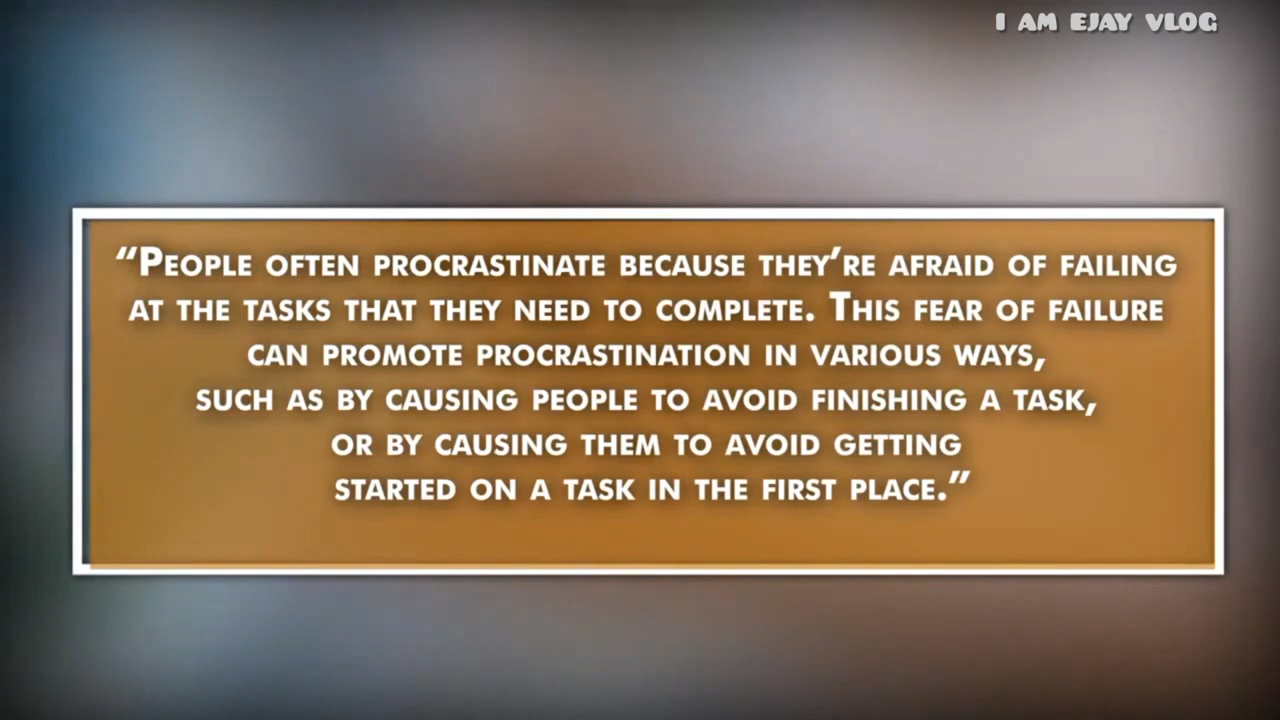 I AM EJAY VLOG
“PEOPLE OFTEN PROCRASTINATE BECAUSE THEY’RE AFRAID OF FAILING
AT THE TASKS THAT THEY NEED TO COMPLETE. THIS FEAR OF FAILURE
CAN PROMOTE PROCRASTINATION IN VARIOUS WAYS,
SUCH AS BY CAUSING PEOPLE TO AVOID FINISHING A TASK,
OR BY CAUSING THEM TO AVOID GETTING
STARTED ON A TASK IN THE FIRST PLACE.”